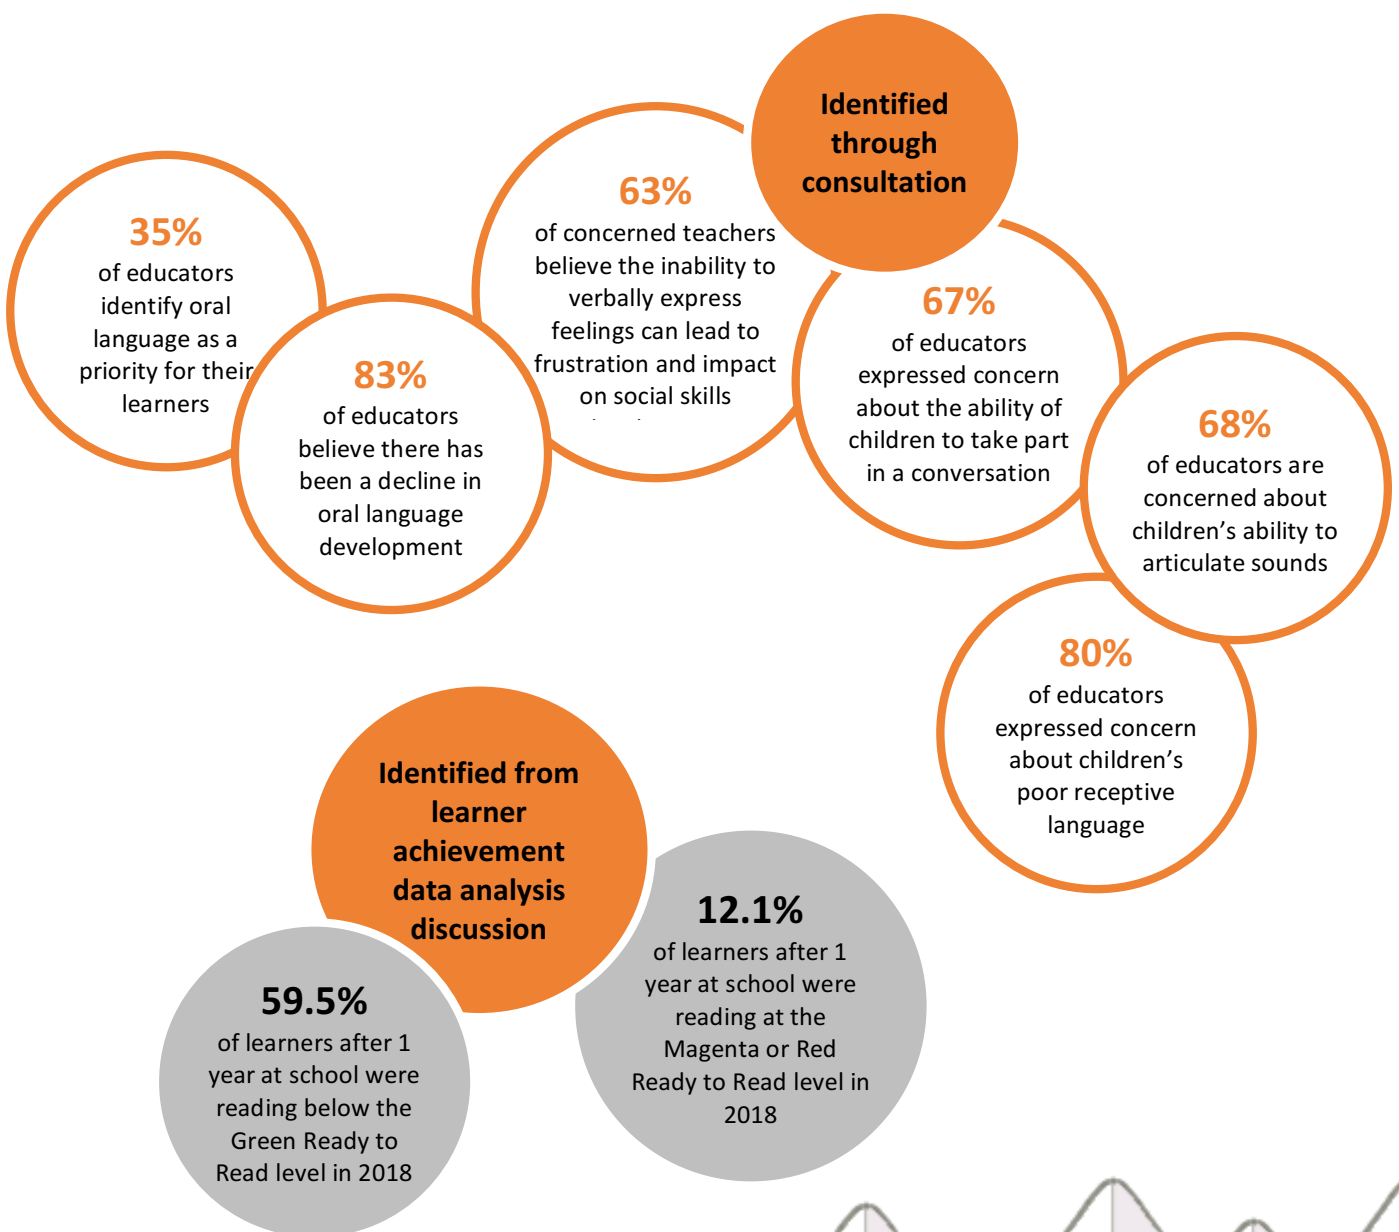 Identified
through
consultation
35%
of educators
identify oral
language as a
priority for their
learners
83%
of educators
believe there has
been a decline in
oral language
development
63%
of concerned teachers
believe the inability to
verbally express
feelings can lead to
frustration and impact
on social skills
67%
of educators
expressed concern
about the ability of
children to take part
in a conversation
68%
of educators are
concerned about
children’s ability to
articulate sounds
80%
of educators
expressed concern
about children’s
poor receptive
language
Identified from
learner
achievement
data analysis
discussion
59.5%
of learners after 1
year at school were
reading below the
Green Ready to
Read level in 2018
12.1%
of learners after 1
year at school were
reading at the
Magenta or Red
Ready to Read level in
2018